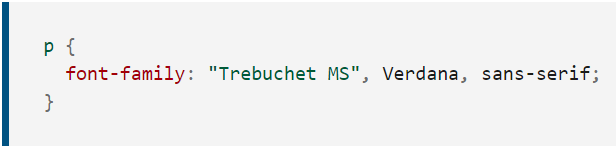 p {
  font-family: "Trebuchet MS", Verdana, sans-serif;
}